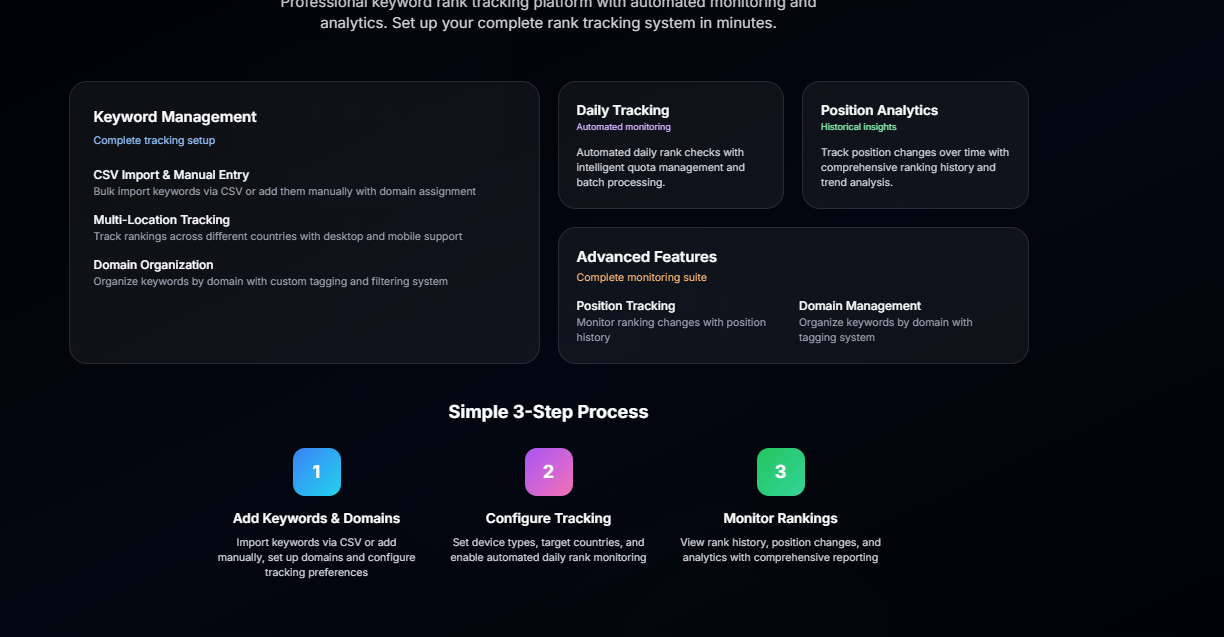 Professional keyword rank tracking platform with automated monitoring and
analytics. Set up your complete rank tracking system in minutes.
Keyword Management
Complete tracking setup
CSV Import & Manual Entry
Bulk import keywords via CSV or add them manually with domain assignment
Multi-Location Tracking
Track rankings across different countries with desktop and mobile support
Domain Organization
Organize keywords by domain with custom tagging and filtering system
Daily Tracking
Automated monitoring
Automated daily rank checks with
intelligent quota management and
batch processing.
Position Analytics
Historical insights
Track position changes over time with
comprehensive ranking history and
trend analysis.
Advanced Features
Complete monitoring suite
Position Tracking
Monitor ranking changes with position
history
Domain Management
Organize keywords by domain with
tagging system
Simple 3-Step Process
1
Add Keywords & Domains
Import keywords via CSV or add
manually, set up domains and configure
tracking preferences
2
Configure Tracking
Set device types, target countries, and
enable automated daily rank monitoring
3
Monitor Rankings
View rank history, position changes, and
analytics with comprehensive reporting